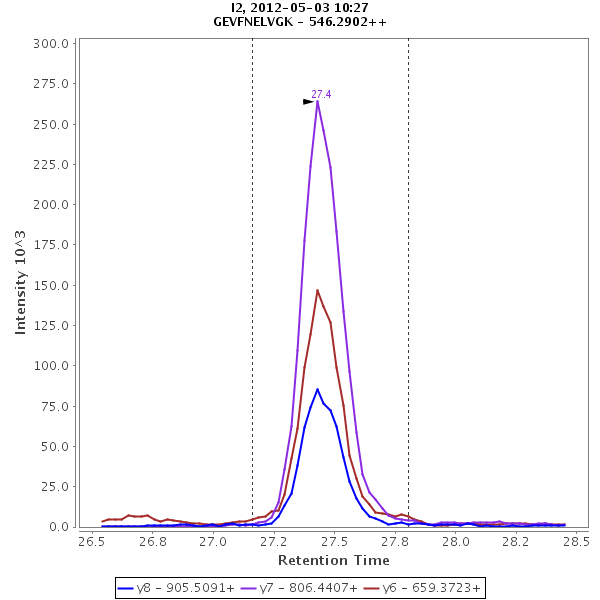 I2, 2012-05-03 10:27
GEVFNELVGK - 546.2902++
300.0
275.0
250.0
225.0
200.0
175.0
150.0
125.0
100.0
75.0
50.0
25.0
0.0
Intensity 10^3
27.4
26.5 26.8 27.0 27.2 27.5 27.8 28.0 28.2 28.5
Retention Time
y8 - 905.5091+ y7 - 806.4407+ y6 - 659.3723+